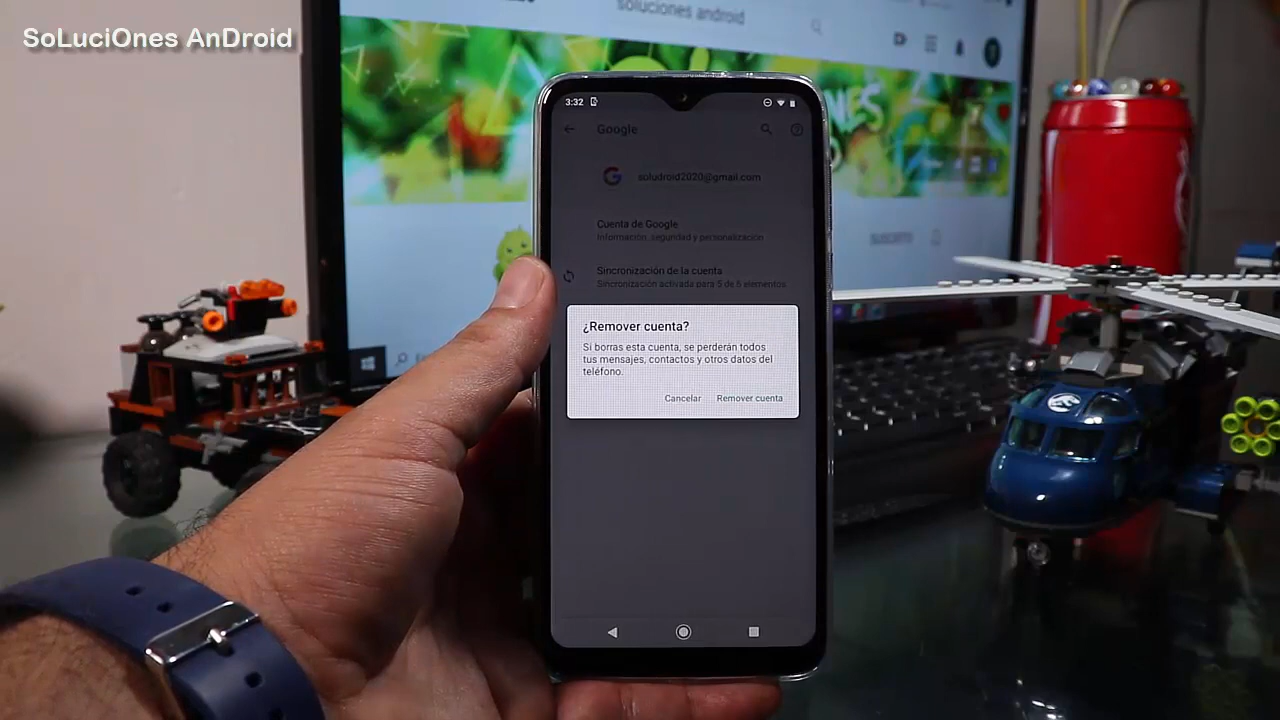 SoLuciOnes AnDroid
soluciones android
3:32
Google
soludroid2020@gmail.com
Cuenta de Google
Información, seguridad y personalización
Sincronización de la cuenta
Sincronización activada para 5 de 6 elementos
¿Remover cuenta?
Si borras esta cuenta, se perderán todos
tus mensajes, contactos y otros datos del
teléfono.
Cancelar
Remover cuenta